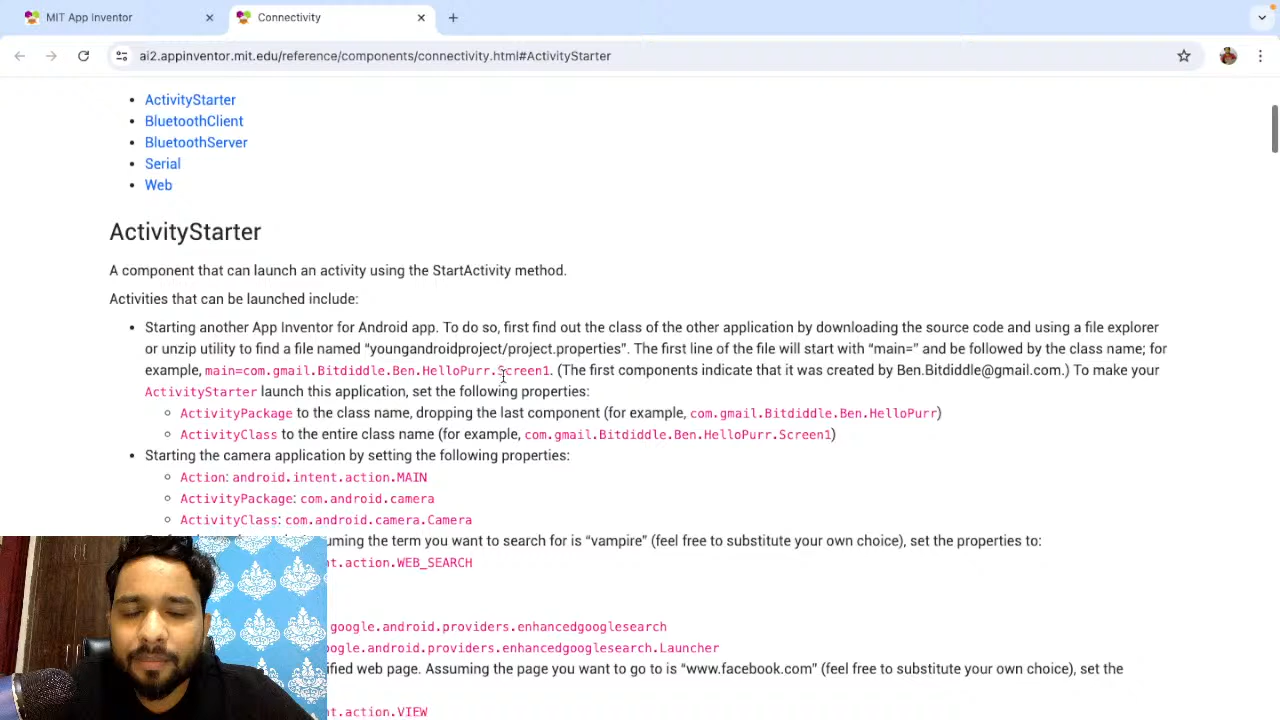 MIT App Inventor
Connectivity
ai2.appinventor.mit.edu/reference/components/connectivity.html#ActivityStarter
• ActivityStarter
• BluetoothClient
• BluetoothServer
• Serial
• Web
ActivityStarter
A component that can launch an activity using the StartActivity method.
Activities that can be launched include:
• Starting another App Inventor for Android app. To do so, first find out the class of the other application by downloading the source code and using a file explorer
or unzip utility to find a file named “youngandroidproject/project.properties”. The first line of the file will start with “main=” and be followed by the class name; for
example, main=com.gmail.Bitdiddle.Ben.HelloPurr.Screen1. (The first components indicate that it was created by Ben.Bitdiddle@gmail.com.) To make your
ActivityStarter launch this application, set the following properties:
ActivityPackage to the class name, dropping the last component (for example, com.gmail.Bitdiddle.Ben.HelloPurr)
ActivityClass to the entire class name (for example, com.gmail.Bitdiddle.Ben.HelloPurr.Screen1)
• Starting the camera application by setting the following properties:
Action: android.intent.action.MAIN
ActivityPackage: com.android.camera
ActivityClass: com.android.camera.Camera
the term you want to search for is “vampire” (feel free to substitute your own choice), set the properties to:
.action.WEB_SEARCH
google.android.providers.enhancedgooglesearch
.android.providers.enhancedgooglesearch.Launcher
web page. Assuming the page you want to go to is “www.facebook.com” (feel free to substitute your own choice), set the
.action.VIEW